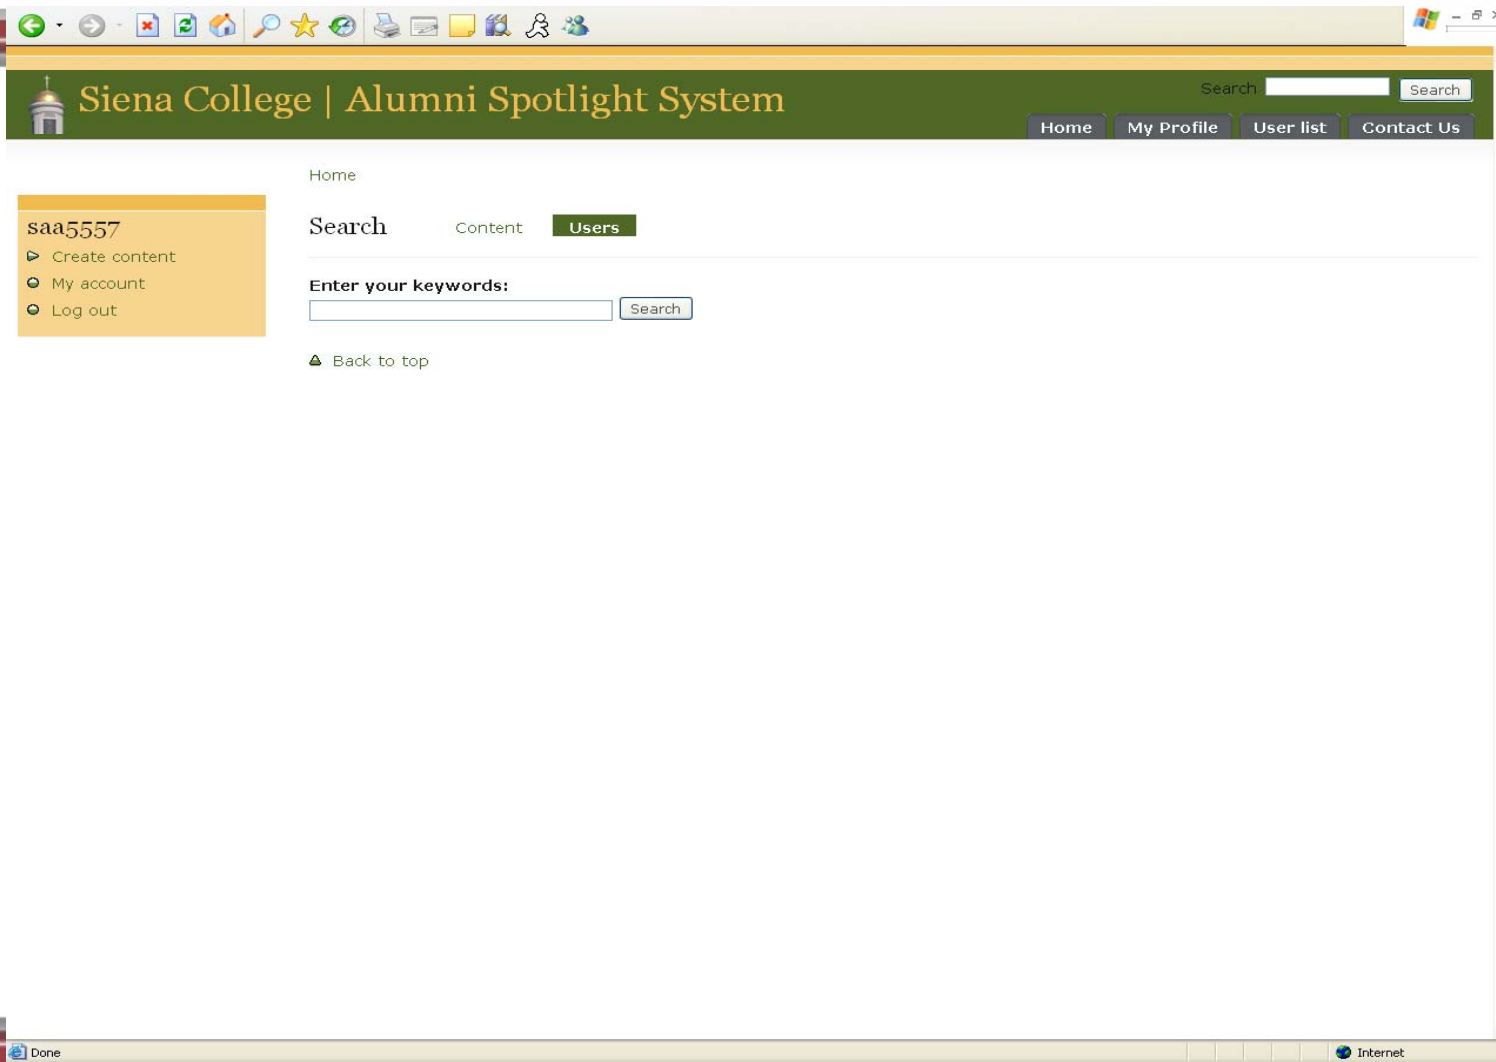 Siena College | Alumni Spotlight System
Search Search
Home My Profile User list Contact Us
Home
saa5557
Create content
My account
Log out
Search Content Users
Enter your keywords:
Search
Back to top
Done Internet